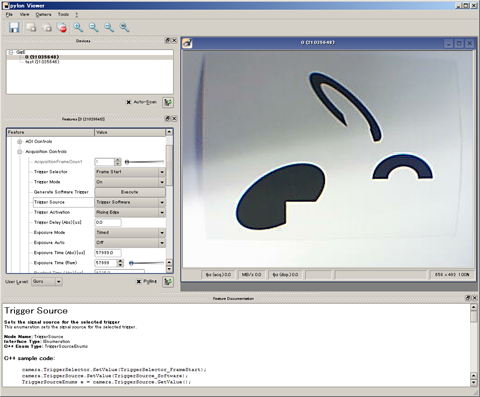 pylon Viewer
File View Camera Tools ?
Devices
GigE
0 (21035648)
test (21035648)
Auto-Scan
Features [0 (21035648)]
Feature Value
AOI Controls
Acquisition Controls
AcquisitionFrameCount 1
Trigger Selector Frame Start
Trigger Mode On
Generate Software Trigger Execute
Trigger Source Trigger Software
Trigger Activation Rising Edge
Trigger Delay (Abs) [us] 0.0
Exposure Mode Timed
Exposure Auto Off
Exposure Time (Abs) [us] 57999.0
Exposure Time (Raw) 57999
User Level: Guru
Polling
0 (21035648)
fps (acq.) 0.0 MB/s 0.0 fps (disp.) 0.0 659 x 492 100%
Feature Documentation
Trigger Source
Sets the signal source for the selected trigger
This enumeration sets the signal source for the selected trigger.
Node Name: TriggerSource
Interface Type: IEnumeration
C++ Enum Type: TriggerSourceEnums
C++ sample code:
camera.TriggerSelector.SetValue(TriggerSelector_FrameStart);
camera.TriggerSource.SetValue(TriggerSource_Software);
TriggerSourceEnums e = camera.TriggerSource.GetValue();